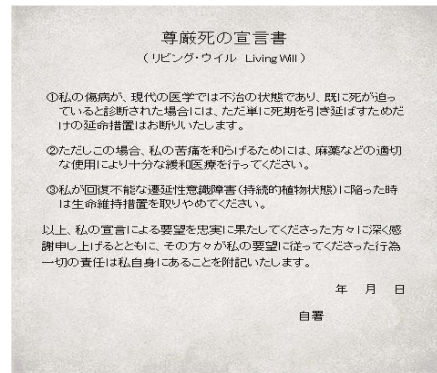 尊厳死の宣言書
(リビング・ウイル Living Will)
①私の傷病が、現代の医学では不治の状態であり、既に死が迫っ
ていると診断された場合には、ただ単に死期を引き延ばすためだ
けの延命措置はお断りいたします。
②ただしこの場合、私の苦痛を和らげるためには、麻薬などの適切
な使用により十分な緩和医療を行ってください。
③私が回復不能な遷延性意識障害(持続的植物状態)に陥った時
は生命維持措置を取りやめてください。
以上、私の宣言による要望を忠実に果たしてくださった方々に深く感
謝申し上げるとともに、その方々が私の要望に従ってくださった行為
一切の責任は私自身にあることを附記いたします。
年 月 日
自署